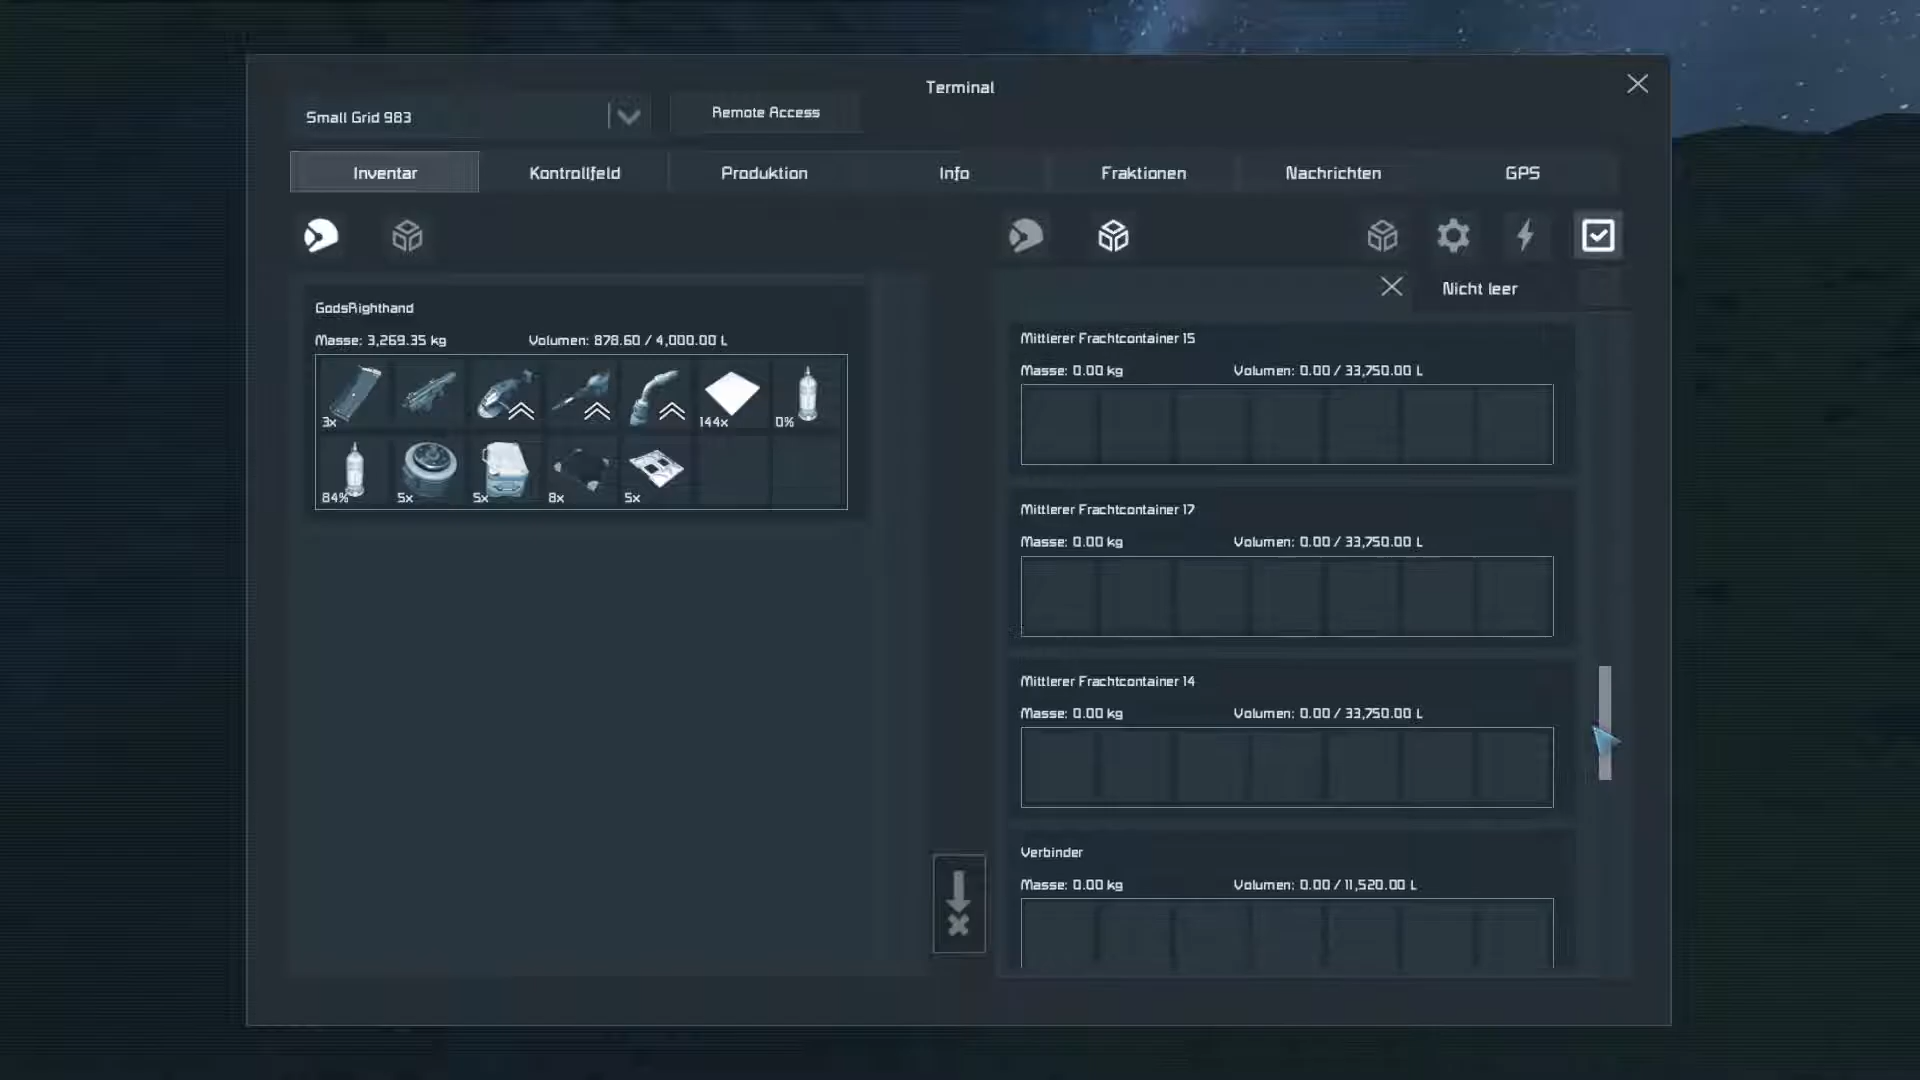 Terminal
Small Grid 983
Remote Access
Inventar
Kontrollfeld
Produktion
Info
Fraktionen
Nachrichten
GPS
Nicht leer
GodsRighthand
Masse: 3,269.35 kg
Volumen: 878.60 / 4,000.00 L
3x
144x
0%
84%
5x
5x
8x
5x
Mittlerer Frachtcontainer 15
Masse: 0.00 kg
Volumen: 0.00 / 33,750.00 L
Mittlerer Frachtcontainer 17
Masse: 0.00 kg
Volumen: 0.00 / 33,750.00 L
Mittlerer Frachtcontainer 14
Masse: 0.00 kg
Volumen: 0.00 / 33,750.00 L
Verbinder
Masse: 0.00 kg
Volumen: 0.00 / 11,520.00 L